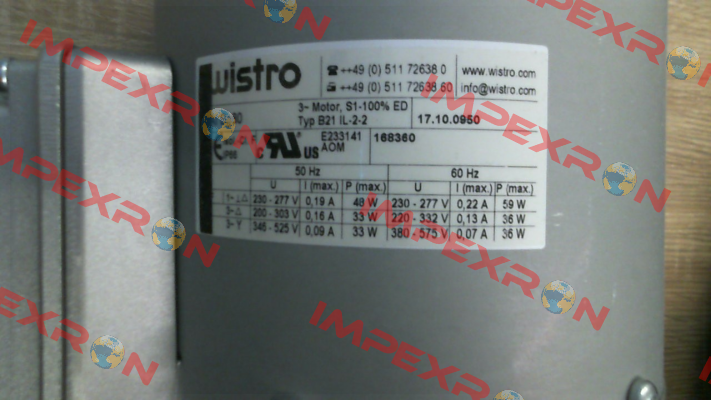 wistro
☎ ++49 (0) 511 72638 0
++49 (0) 511 72638 60
www.wistro.com
info@wistro.com
3~ Motor, S1-100% ED
Typ B21 IL-2-2
17.10.0950
IP66
c US
E233141
AOM
168360
50 Hz 60 Hz
U I (max.) P (max.) U I (max.) P (max.)
1~ △△ 230 - 277 V 0,19 A 48 W 230 - 277 V 0,22 A 59 W
3~ △ 200 - 303 V 0,16 A 33 W 220 - 332 V 0,13 A 36 W
3~ Y 346 - 525 V 0,09 A 33 W 380 - 575 V 0,07 A 36 W
IMPEXRON
IMPEXRON
IMPEXRON
IMPEXRON
IMPEXRON
IMPEXRON